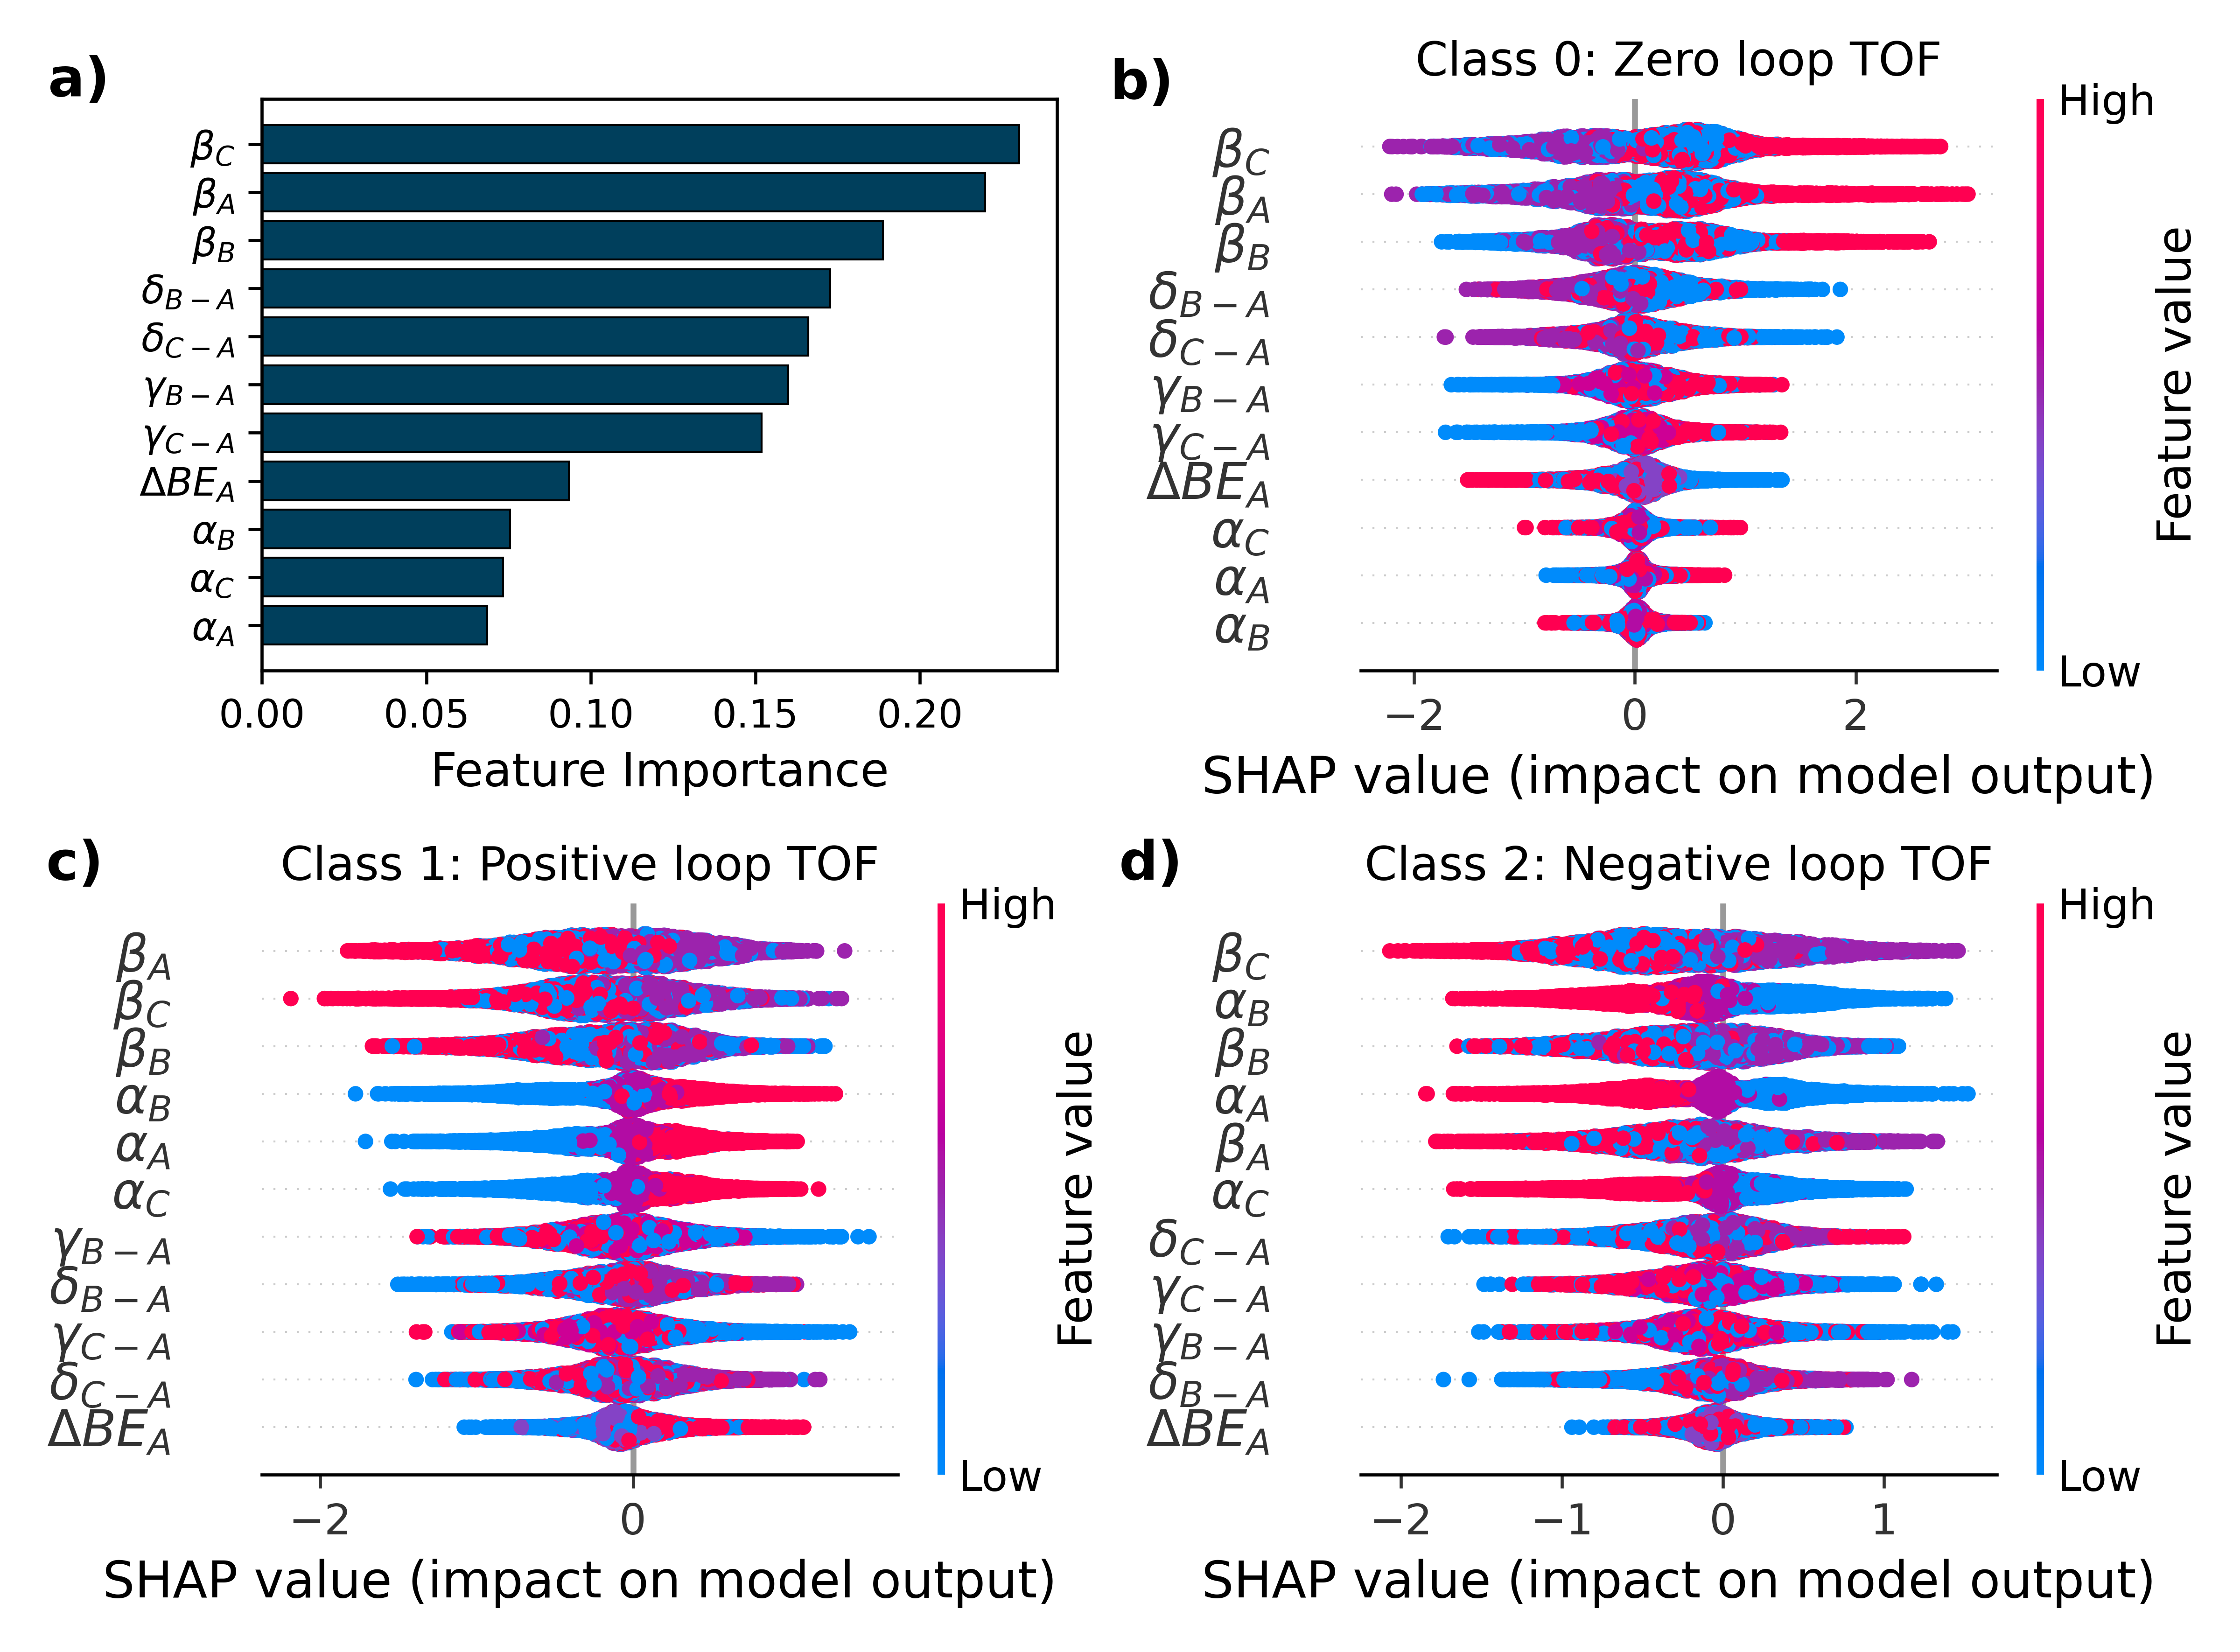 a)
β_C
β_A
β_B
δ_{B−A}
δ_{C−A}
γ_{B−A}
γ_{C−A}
ΔBE_A
α_B
α_C
α_A
0.00 0.05 0.10 0.15 0.20
Feature Importance
b)
Class 0: Zero loop TOF
β_C
β_A
β_B
δ_{B−A}
δ_{C−A}
γ_{B−A}
γ_{C−A}
ΔBE_A
α_C
α_A
α_B
−2 0 2
SHAP value (impact on model output)
High
Feature value
Low
c)
Class 1: Positive loop TOF
β_A
β_C
β_B
α_B
α_A
α_C
γ_{B−A}
δ_{B−A}
γ_{C−A}
δ_{C−A}
ΔBE_A
−2 0
SHAP value (impact on model output)
High
Feature value
Low
d)
Class 2: Negative loop TOF
β_C
α_B
β_B
α_A
β_A
α_C
δ_{C−A}
γ_{C−A}
γ_{B−A}
δ_{B−A}
ΔBE_A
−2 −1 0 1
SHAP value (impact on model output)
High
Feature value
Low